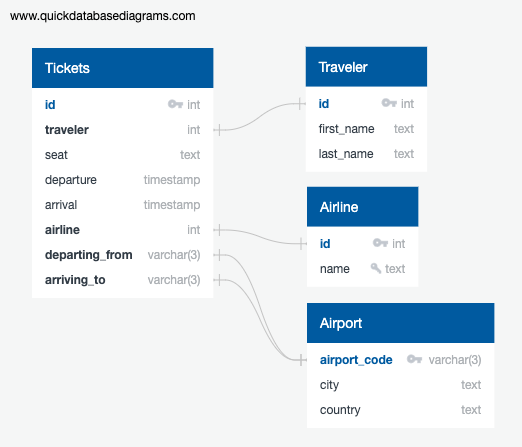 www.quickdatabasediagrams.com
Tickets
id int
traveler int
seat text
departure timestamp
arrival timestamp
airline int
departing_from varchar(3)
arriving_to varchar(3)
Traveler
id int
first_name text
last_name text
Airline
id int
name text
Airport
airport_code varchar(3)
city text
country text